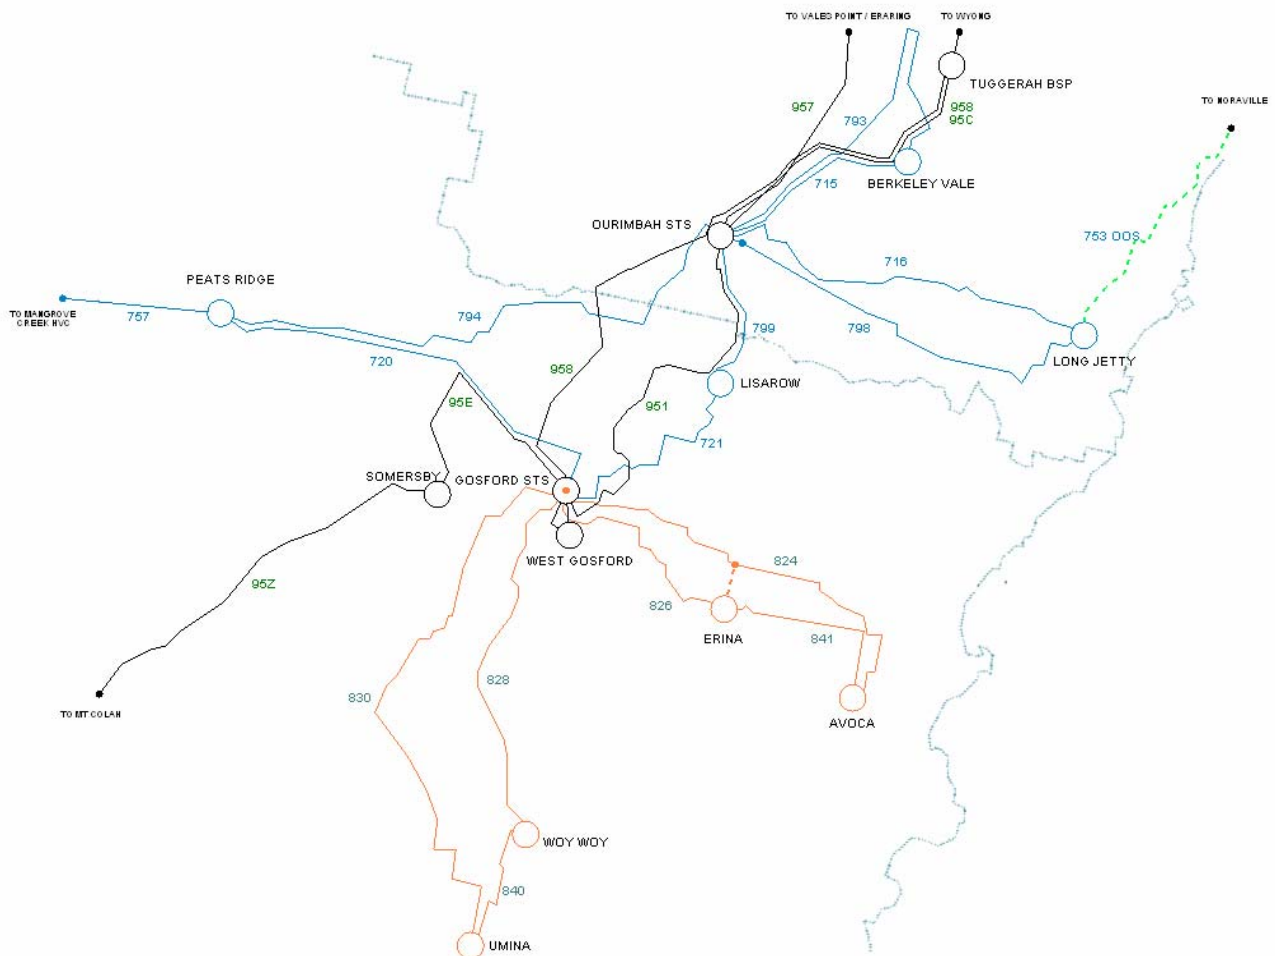 TO VALES POINT / ERARING
TO WYONG
TUGGERAH BSP
957
958
95C
793
TO NORAVILLE
715
BERKELEY VALE
OURIMBAH STS
753 OOS
716
PEATS RIDGE
TO MANGROVE
CREEK HVC
757
794
799
798
720
LONG JETTY
958
LISAROW
95E
951
721
SOMERSBY
GOSFORD STS
WEST GOSFORD
824
95Z
826
ERINA
841
828
830
TO MT COLAH
AVOCA
WOY WOY
840
UMINA